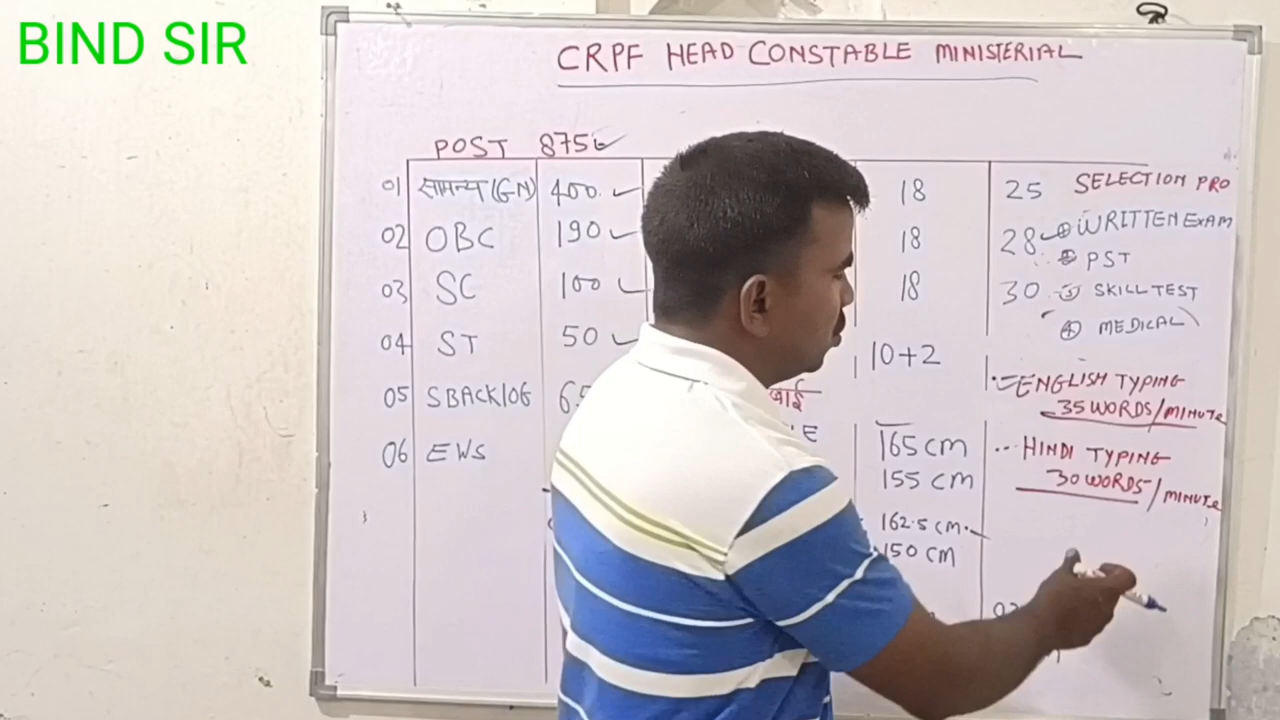 BIND SIR
CRPF HEAD CONSTABLE MINISTERIAL
POST 875
01 सामन्य (GN) 400 18 25
02 OBC 190 18 28
03 SC 100 18 30
04 ST 50 10+2
05 SBACKLOG
06 EWS
165 cm
155 cm
162.5 cm
150 cm
SELECTION PRO
① WRITTEN EXAM
② PST
③ SKILL TEST
④ MEDICAL
ENGLISH TYPING
35 WORDS/MINUTE
HINDI TYPING
30 WORDS/MINUTE